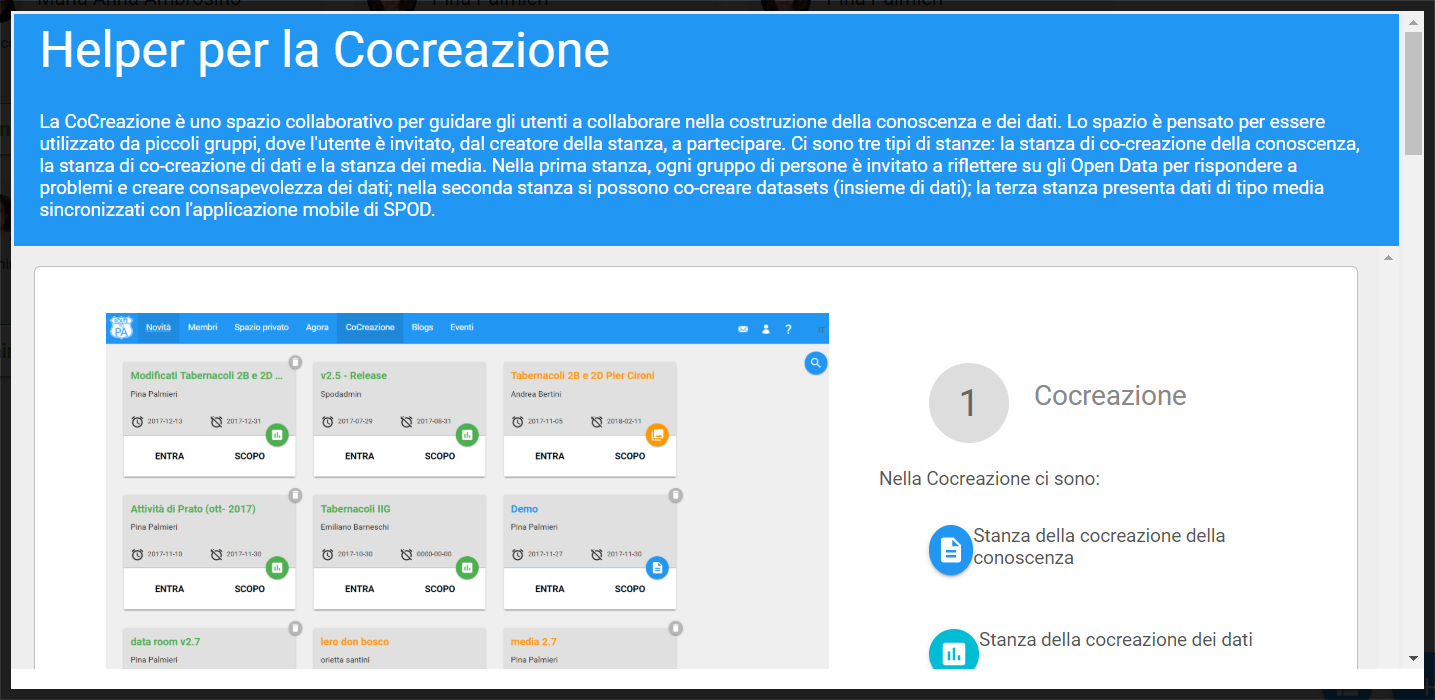 Helper per la Cocreazione
La CoCreazione è uno spazio collaborativo per guidare gli utenti a collaborare nella costruzione della conoscenza e dei dati. Lo spazio è pensato per essere
utilizzato da piccoli gruppi, dove l'utente è invitato, dal creatore della stanza, a partecipare. Ci sono tre tipi di stanze: la stanza di co-creazione della conoscenza,
la stanza di co-creazione di dati e la stanza dei media. Nella prima stanza, ogni gruppo di persone è invitato a riflettere su gli Open Data per rispondere a
problemi e creare consapevolezza dei dati; nella seconda stanza si possono co-creare datasets (insieme di dati); la terza stanza presenta dati di tipo media
sincronizzati con l'applicazione mobile di SPOD.
PA Novità Membri Spazio privato Agora CoCreazione Blogs Eventi ? IT
Modificati Tabernacoli 2B e 2D ... v2.5 - Release Tabernacoli 2B e 2D Pier Cironi
Pina Palmieri Spodadmin Andrea Bertini
2017-12-13 2017-12-31 2017-07-29 2017-08-31 2017-11-05 2018-02-11
ENTRA SCOPO ENTRA SCOPO ENTRA SCOPO
Attività di Prato (ott- 2017) Tabernacoli IIG Demo
Pina Palmieri Emiliano Barneschi Pina Palmieri
2017-11-10 2017-11-30 2017-10-30 0000-00-00 2017-11-27 2017-11-30
ENTRA SCOPO ENTRA SCOPO ENTRA SCOPO
data room v2.7 lero don bosco media 2.7
Pina Palmieri orietta santini Pina Palmieri
1 Cocreazione
Nella Cocreazione ci sono:
Stanza della cocreazione della
conoscenza
Stanza della cocreazione dei dati